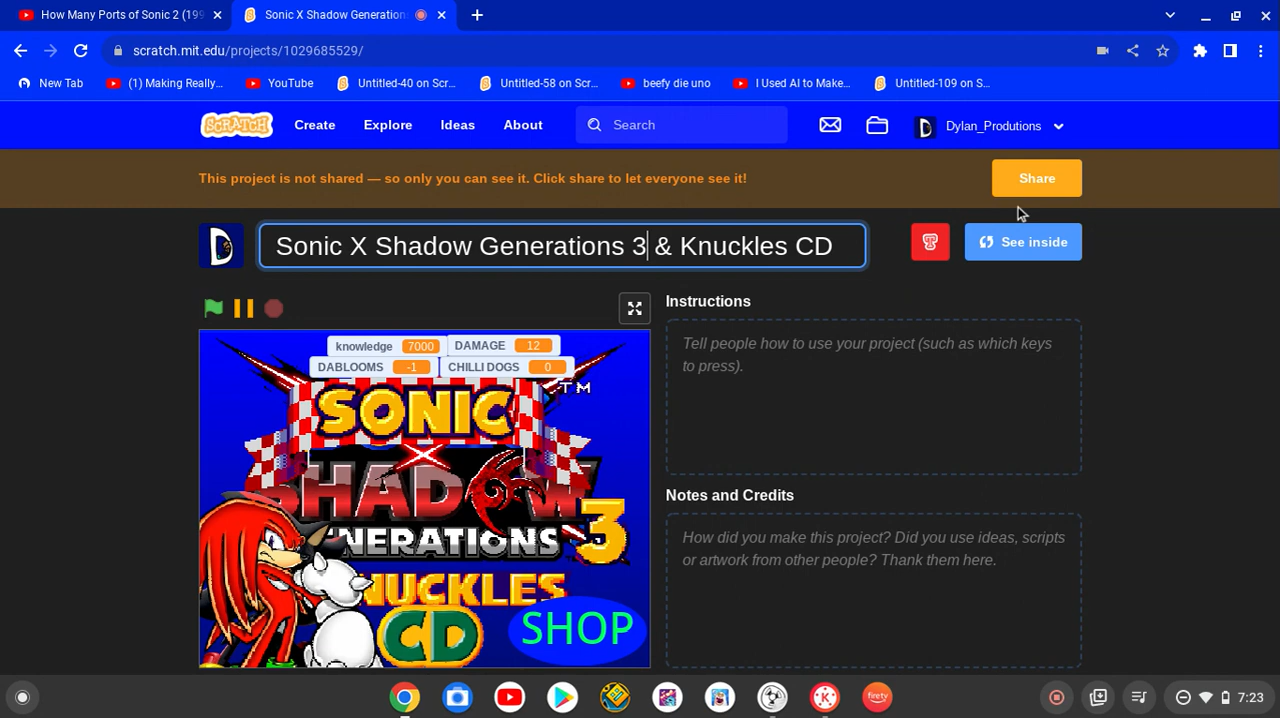 How Many Ports of Sonic 2 (199
Sonic X Shadow Generation
scratch.mit.edu/projects/1029685529/
New Tab
(1) Making Really...
YouTube
Untitled-40 on Scr...
Untitled-58 on Scr...
beefy die uno
I Used AI to Make...
Untitled-109 on S...
SCRATCH
Create
Explore
Ideas
About
Search
Dylan_Produtions
This project is not shared — so only you can see it. Click share to let everyone see it!
Share
D
Sonic X Shadow Generations 3 & Knuckles CD
See inside
Instructions
Tell people how to use your project (such as which keys
to press).
knowledge 7000
DAMAGE 12
DABLOOMS -1
CHILLI DOGS 0
TM
SONIC
X
SHADOW
NERATIONS 3
NUCKLES
CD
SHOP
Notes and Credits
How did you make this project? Did you use ideas, scripts
or artwork from other people? Thank them here.
K
firety
7:23